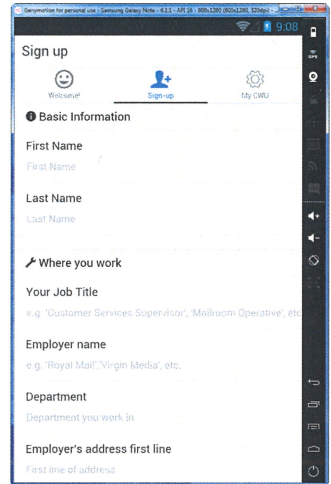 Genymotion for personal use - Samsung Galaxy Note - 4.1.1 - API 16 - 800x1280 (800x1280, 320dpi) - ...
9:08
Sign up
GPS
Welcome!
Sign-up
My CWU
Basic Information
First Name
First Name
Last Name
Last Name
Where you work
Your Job Title
e.g. 'Customer Services Supervisor', 'Mailroom Operative', etc
Employer name
e.g. 'Royal Mail','Virgin Media', etc.
Department
Department you work in
Employer's address first line
First line of address